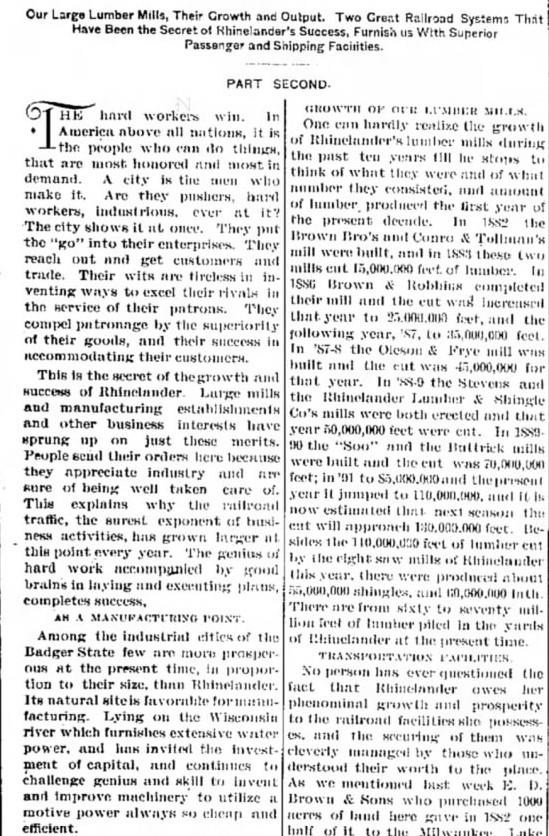 Our Large Lumber Mills, Their Growth and Output. Two Great Railroad Systems That
Have Been the Secret of Rhinelander's Success, Furnish us With Superior
Passenger and Shipping Facilities.
PART SECOND.
THE hard workers win. In
America above all nations, it is
the people who can do things,
that are most honored and most in
demand. A city is the men who
make it. Are they pushers, hard
workers, industrious, ever at it?
The city shows it at once. They put
the "go" into their enterprises. They
reach out and get customers and
trade. Their wits are tireless in in-
venting ways to excel their rivals in
the service of their patrons. They
compel patronage by the superiority
of their goods, and their success in
accommodating their customers.
This is the secret of the growth and
success of Rhinelander. Large mills
and manufacturing establishments
and other business interests have
sprung up on just these merits.
People send their orders here because
they appreciate industry and are
sure of being well taken care of.
This explains why the railroad
traffic, the surest exponent of busi-
ness activities, has grown larger at
this point every year. The genius of
hard work accompanied by good
brains in laying and executing plans,
completes success,
AS A MANUFACTURING POINT.
Among the industrial cities of the
Badger State few are more prosper-
ous at the present time, in propor-
tion to their size, than Rhinelander.
Its natural site is favorable for manu-
facturing. Lying on the Wisconsin
river which furnishes extensive water
power, and has invited the invest-
ment of capital, and continues to
challenge genius and skill to invent
and improve machinery to utilize a
motive power always so cheap and
efficient.
GROWTH OF OUR LUMBER MILLS.
One can hardly realize the growth
of Rhinelander's lumber mills during
the past ten years till he stops to
think of what they were and of what
number they consisted, and amount
of lumber produced the first year of
the present decade. In 1882 the
Brown Bro's and Conro & Tollman's
mill were built, and in 1883 these two
mills cut 15,000,000 feet of lumber. In
1886 Brown & Robbins completed
their mill and the cut was increased
that year to 25,000,000 feet, and the
following year, '87, to 35,000,000 feet.
In '87-8 the Oleson & Frye mill was
built and the cut was 45,000,000 for
that year. In '88-9 the Stevens and
the Rhinelander Lumber & Shingle
Co's mills were both erected and that
year 50,000,000 feet were cut. In 1889-
90 the "Soo" and the Buttrick mills
were built and the cut was 70,000,000
feet; in '91 to 85,000,000 and the present
year it jumped to 110,000,000, and it is
now estimated that next season the
cut will approach 130,000,000 feet. Be-
sides the 110,000,000 feet of lumber cut
by the eight saw mills of Rhinelander
this year, there were produced about
55,000,000 shingles, and 60,000,000 lath.
There are from sixty to seventy mil-
lion feet of lumber piled in the yards
of Rhinelander at the present time.
TRANSPORTATION FACILITIES.
No person has ever questioned the
fact that Rhinelander owes her
phenomenal growth and prosperity
to the railroad facilities she possess-
es, and the securing of them was
cleverly managed by those who un-
derstood their worth to the place.
As we mentioned last week E. D.
Brown & Sons who purchased 1000
acres of land here gave in 1882 one
half of it to the Milwaukee Lake